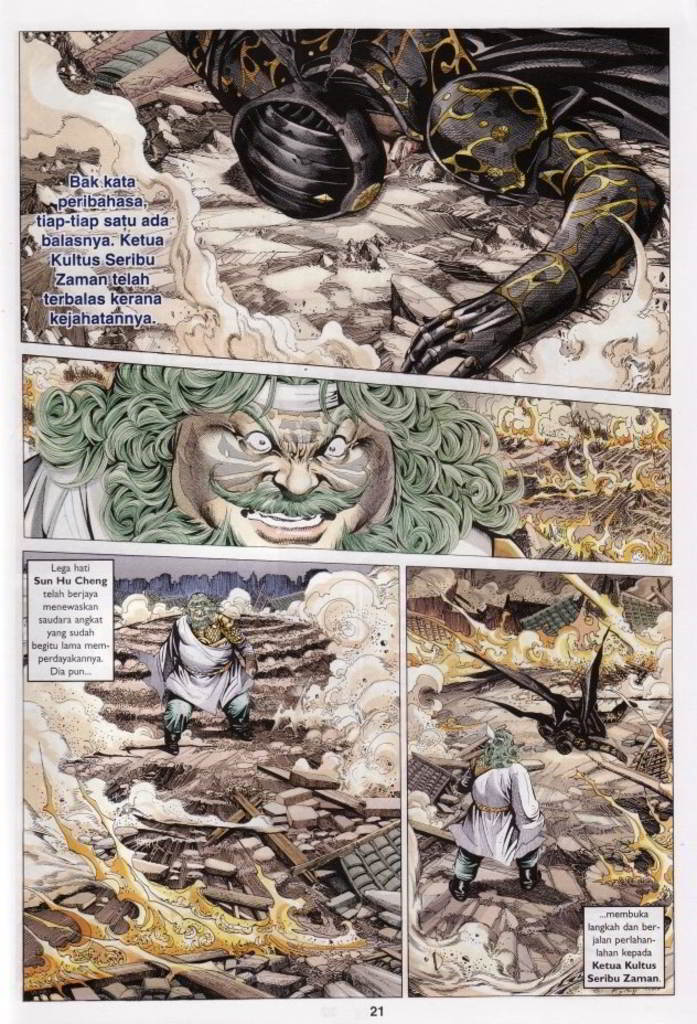 Bak kata
peribahasa,
tiap-tiap satu ada
balasnya. Ketua
Kultus Seribu
Zaman telah
terbalas kerana
kejahatannya.
Lega hati
Sun Hu Cheng
telah berjaya
menewaskan
saudara angkat
yang sudah
begitu lama mem-
perdayakannya.
Dia pun...
...membuka
langkah dan ber-
jalan perlahan-
lahan kepada
Ketua Kultus
Seribu Zaman.
21